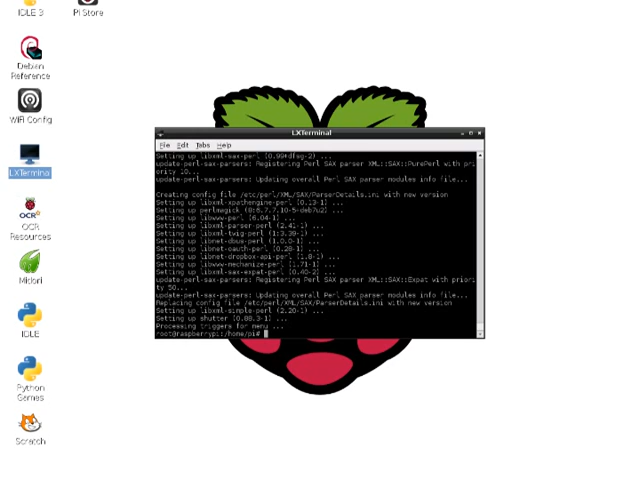 IDLE 3
Pi Store
Debian
Reference
WiFi Config
LXTerminal
OCR
OCR
Resources
Midori
IDLE
Python
Games
Scratch
LXTerminal
File Edit Tabs Help
Setting up libxml-sax-perl (0.99+dfsg-2) ...
update-perl-sax-parsers: Registering Perl SAX parser XML::SAX::PurePerl with pri
ority 10...
update-perl-sax-parsers: Updating overall Perl SAX parser modules info file...
Creating config file /etc/perl/XML/SAX/ParserDetails.ini with new version
Setting up libxml-xpathengine-perl (0.13-1) ...
Setting up perlmagick (8:6.7.7.10-5+deb7u2) ...
Setting up libwww-perl (6.04-1) ...
Setting up libxml-parser-perl (2.41-1) ...
Setting up libxml-twig-perl (1:3.39-1) ...
Setting up libnet-dbus-perl (1.0.0-1) ...
Setting up libnet-oauth-perl (0.28-1) ...
Setting up libnet-dropbox-api-perl (1.8-1) ...
Setting up libwww-mechanize-perl (1.71-1) ...
Setting up libxml-sax-expat-perl (0.40-2) ...
update-perl-sax-parsers: Registering Perl SAX parser XML::SAX::Expat with priori
ty 50...
update-perl-sax-parsers: Updating overall Perl SAX parser modules info file...
Replacing config file /etc/perl/XML/SAX/ParserDetails.ini with new version
Setting up libxml-simple-perl (2.20-1) ...
Setting up shutter (0.88.3-1) ...
Processing triggers for menu ...
root@raspberrypi:/home/pi#